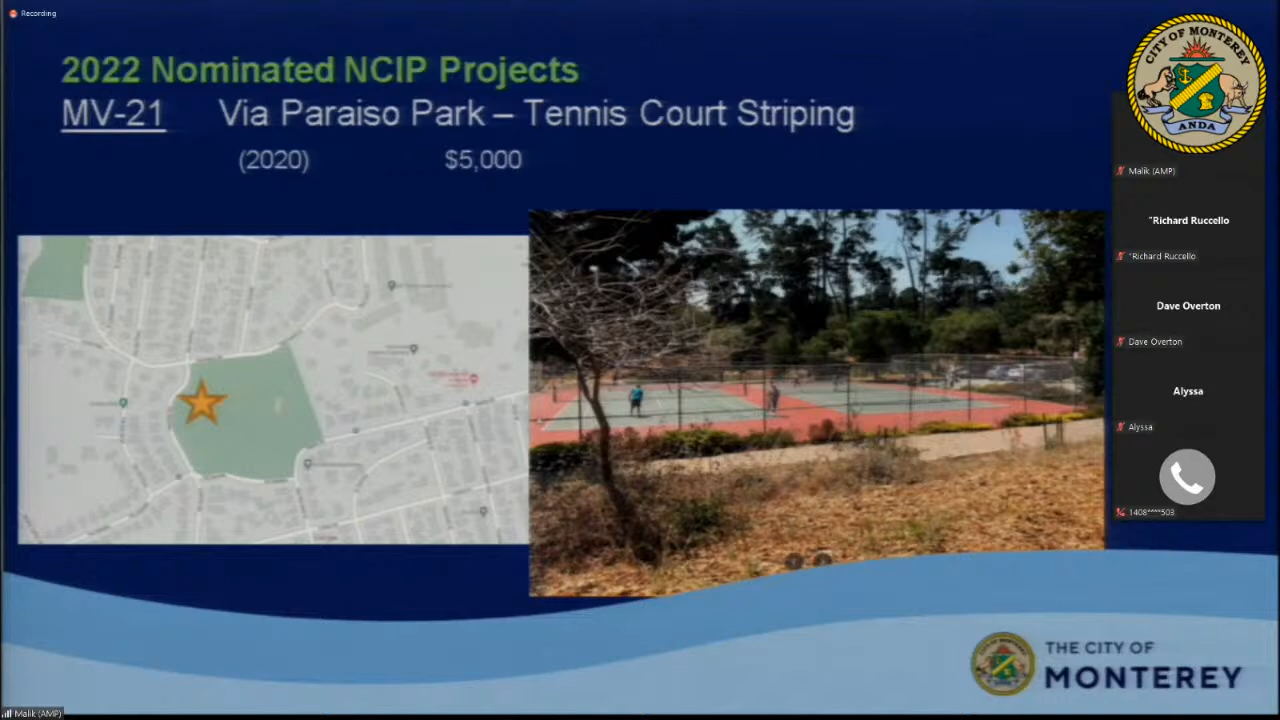 Recording
2022 Nominated NCIP Projects
MV-21 Via Paraiso Park – Tennis Court Striping
(2020) $5,000
CITY OF MONTEREY
ANDA
Malik (AMP)
"Richard Ruccello
"Richard Ruccello
Dave Overton
Dave Overton
Alyssa
Alyssa
1408****503
THE CITY OF
MONTEREY
Malik (AMP)